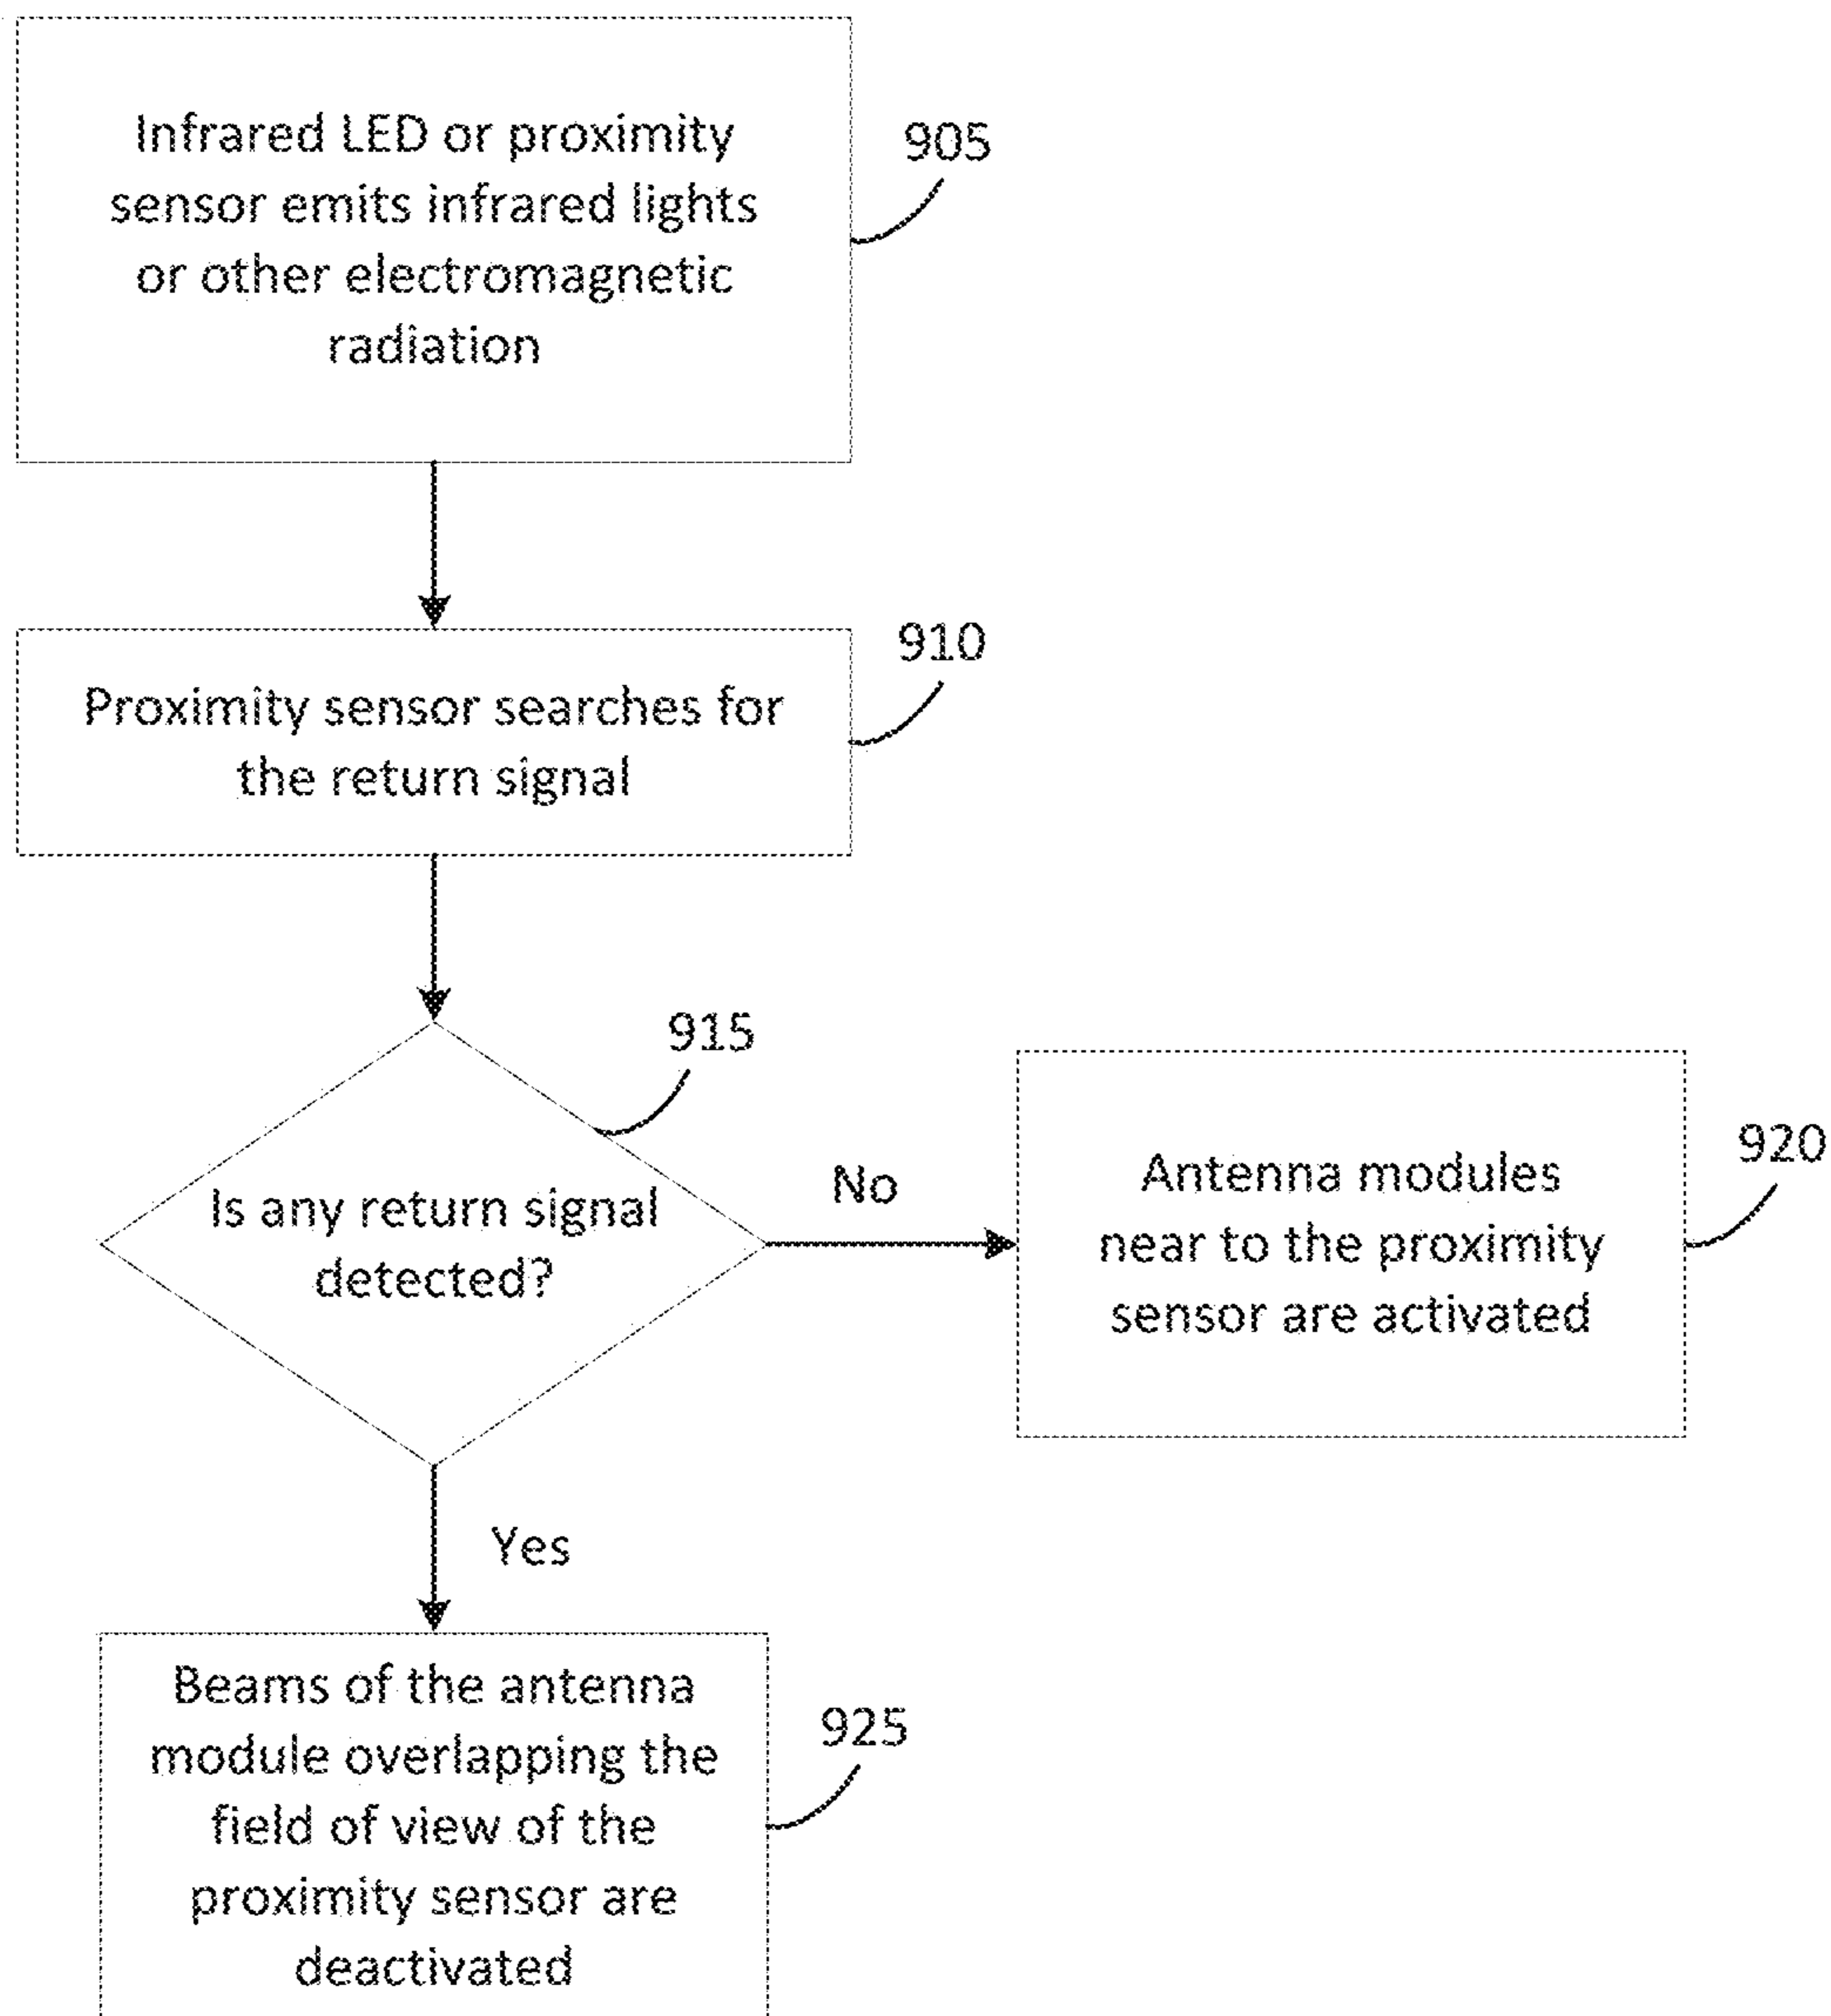 Infrared LED or proximity
sensor emits infrared lights
or other electromagnetic
radiation
905
Proximity sensor searches for
the return signal
910
Is any return signal
detected?
915
No
Antenna modules
near to the proximity
sensor are activated
920
Yes
Beams of the antenna
module overlapping the
field of view of the
proximity sensor are
deactivated
925